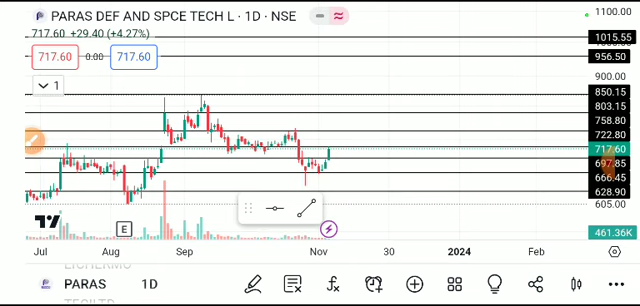 PARAS DEF AND SPCE TECH L · 1D · NSE
717.60 +29.40 (+4.27%)
717.60 0.00 717.60
1
1100.00
1015.55
956.50
900.00
850.15
803.15
758.80
722.80
717.60
697.85
666.45
628.90
605.00
461.36K
E
Jul Aug Sep Nov 30 2024 Feb
PARAS 1D